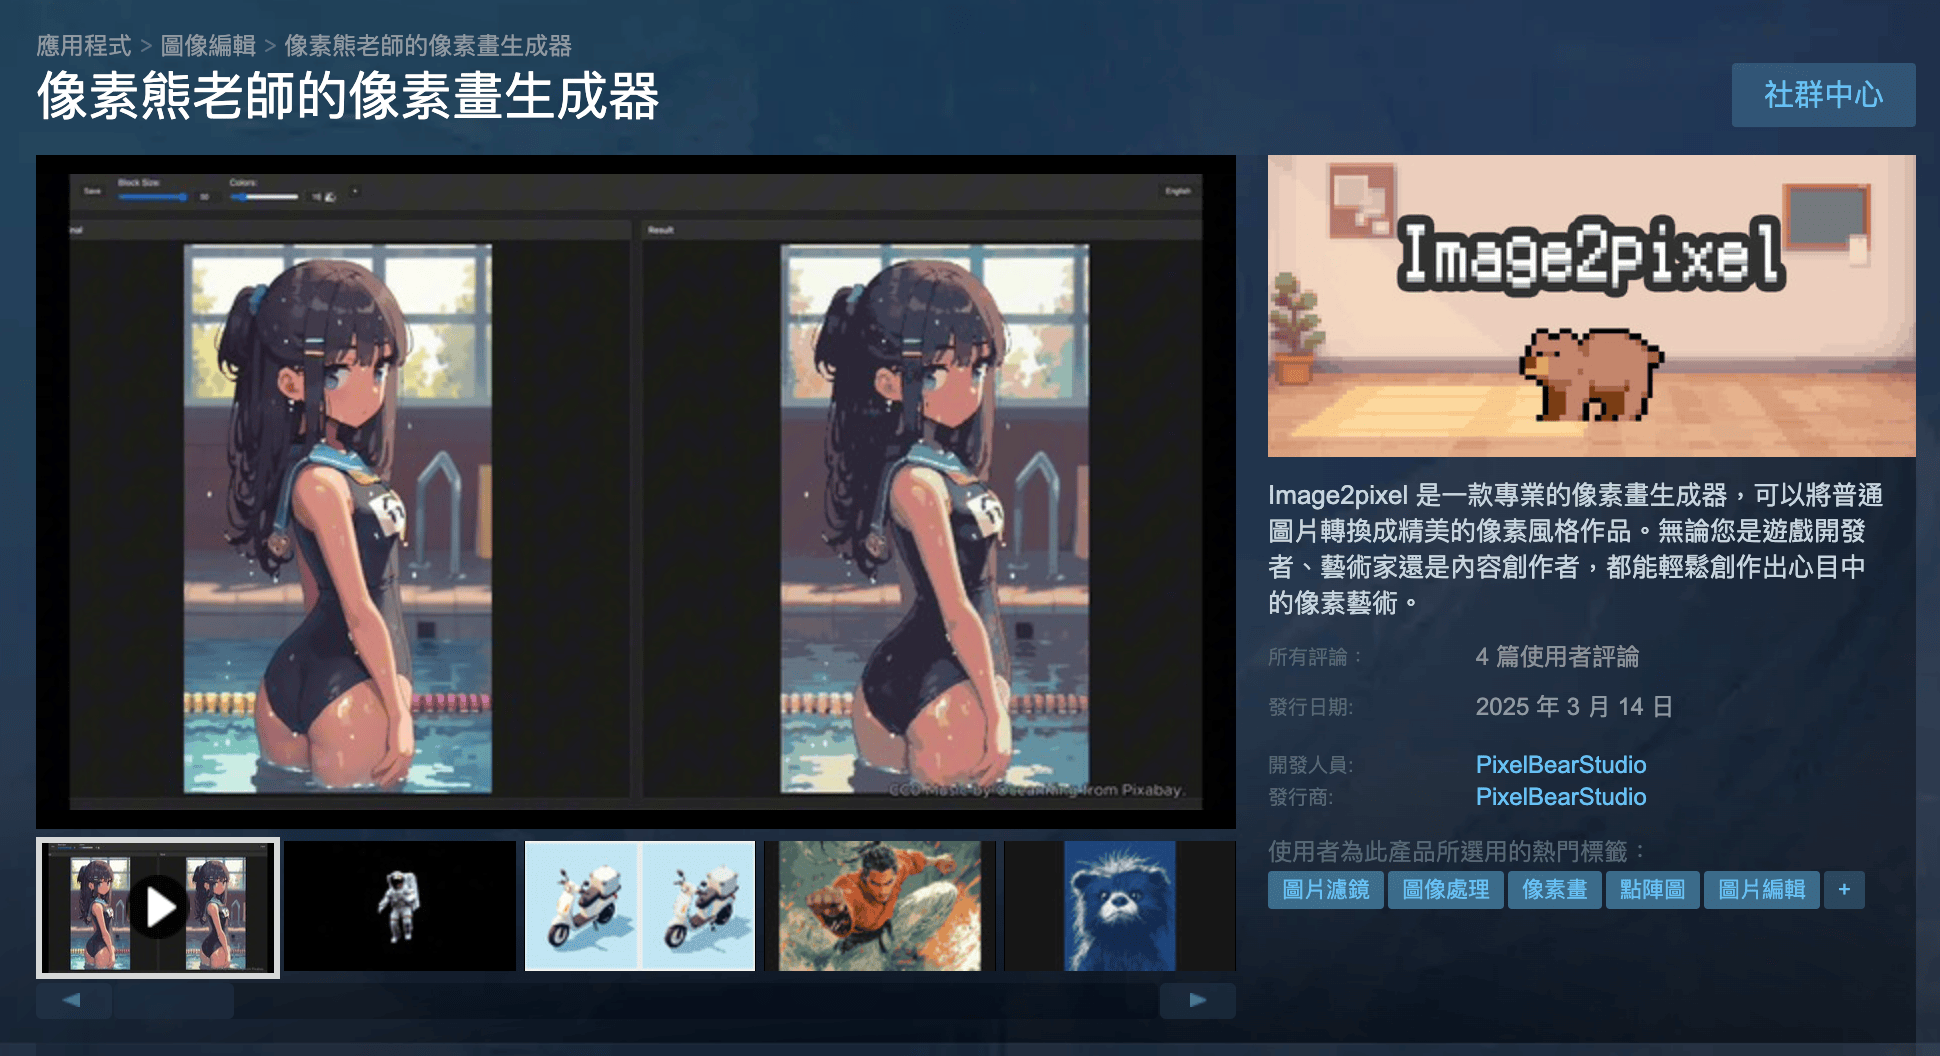 應用程式 > 圖像編輯 > 像素熊老師的像素畫生成器
像素熊老師的像素畫生成器
社群中心
Save
Block Size:
Colors:
English
Result
CC0 Music by
from Pixabay.
Image2pixel
Image2pixel 是一款專業的像素畫生成器，可以將普通
圖片轉換成精美的像素風格作品。無論您是遊戲開發
者、藝術家還是內容創作者，都能輕鬆創作出心目中
的像素藝術。
所有評論： 4 篇使用者評論
發行日期: 2025 年 3 月 14 日
開發人員: PixelBearStudio
發行商: PixelBearStudio
使用者為此產品所選用的熱門標籤：
圖片濾鏡 圖像處理 像素畫 點陣圖 圖片編輯 +